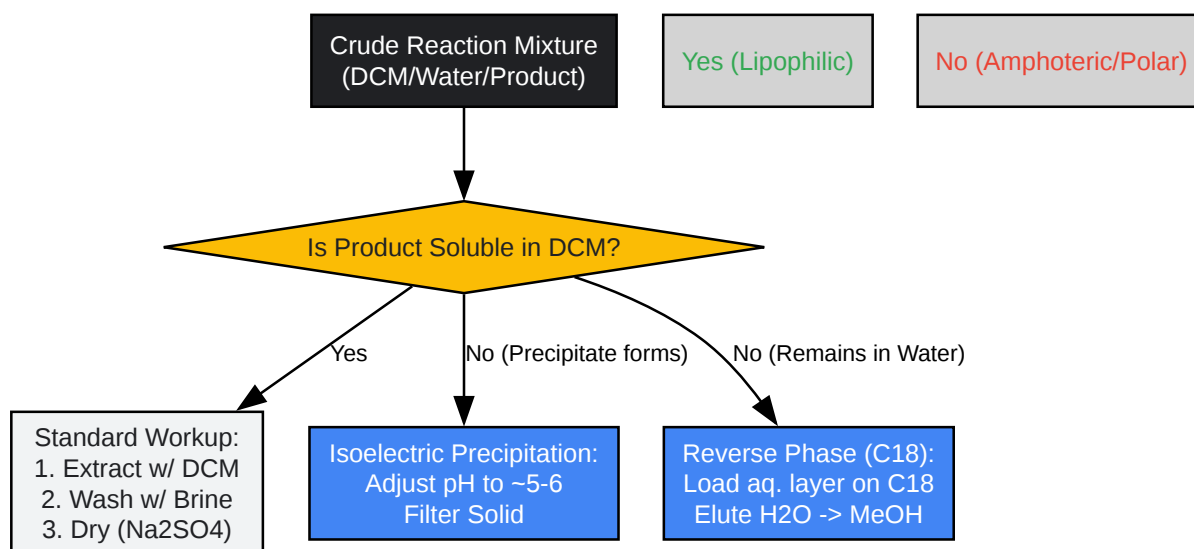 Crude Reaction Mixture
(DCM/Water/Product)
Yes (Lipophilic)
No (Amphoteric/Polar)
Is Product Soluble in DCM?
Yes
No (Precipitate forms)
No (Remains in Water)
Standard Workup:
1. Extract w/ DCM
2. Wash w/ Brine
3. Dry (Na2SO4)
Isoelectric Precipitation:
Adjust pH to ~5-6
Filter Solid
Reverse Phase (C18):
Load aq. layer on C18
Elute H2O -> MeOH